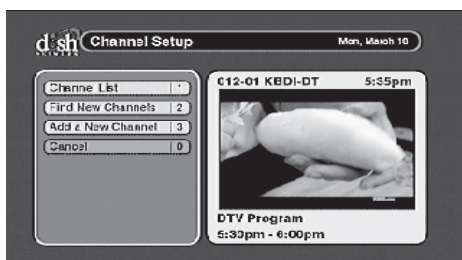 dish
NETWORK
Channel Setup
Mon, March 10
Channel List 1
Find New Channels 2
Add a New Channel 3
Cancel 0
012-01 KBDI-DT 5:35pm
DTV Program
5:30pm - 6:00pm